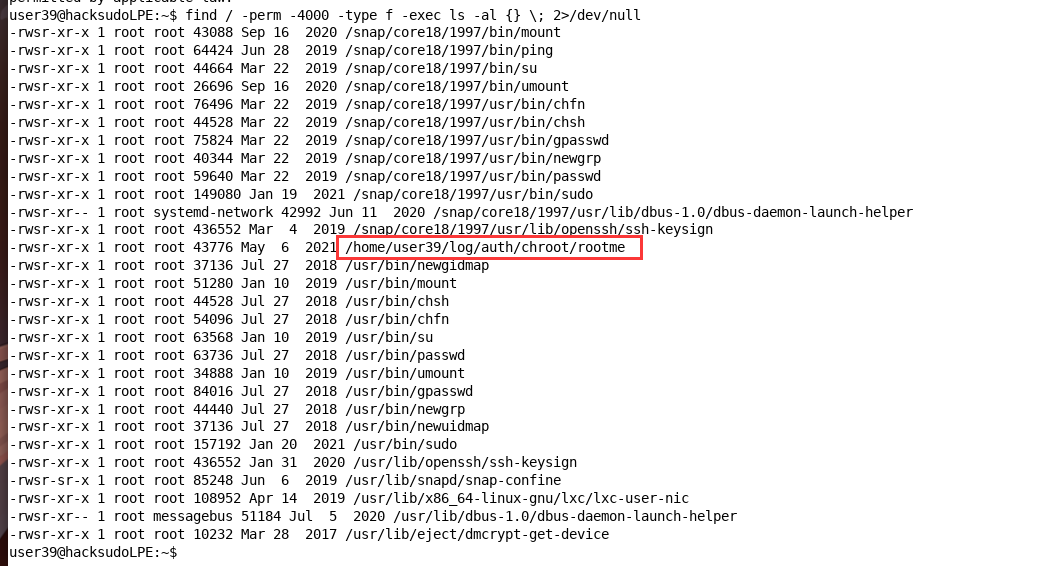 permitted by applicable law.
user39@hacksudoLPE:~$ find / -perm -4000 -type f -exec ls -al {} \; 2>/dev/null
-rwsr-xr-x 1 root root 43088 Sep 16  2020 /snap/core18/1997/bin/mount
-rwsr-xr-x 1 root root 64424 Jun 28  2019 /snap/core18/1997/bin/ping
-rwsr-xr-x 1 root root 44664 Mar 22  2019 /snap/core18/1997/bin/su
-rwsr-xr-x 1 root root 26696 Sep 16  2020 /snap/core18/1997/bin/umount
-rwsr-xr-x 1 root root 76496 Mar 22  2019 /snap/core18/1997/usr/bin/chfn
-rwsr-xr-x 1 root root 44528 Mar 22  2019 /snap/core18/1997/usr/bin/chsh
-rwsr-xr-x 1 root root 75824 Mar 22  2019 /snap/core18/1997/usr/bin/gpasswd
-rwsr-xr-x 1 root root 40344 Mar 22  2019 /snap/core18/1997/usr/bin/newgrp
-rwsr-xr-x 1 root root 59640 Mar 22  2019 /snap/core18/1997/usr/bin/passwd
-rwsr-xr-x 1 root root 149080 Jan 19  2021 /snap/core18/1997/usr/bin/sudo
-rwsr-xr-- 1 root systemd-network 42992 Jun 11  2020 /snap/core18/1997/usr/lib/dbus-1.0/dbus-daemon-launch-helper
-rwsr-xr-x 1 root root 436552 Mar  4  2019 /snap/core18/1997/usr/lib/openssh/ssh-keysign
-rwsr-xr-x 1 root root 43776 May  6  2021 /home/user39/log/auth/chroot/rootme
-rwsr-xr-x 1 root root 37136 Jul 27  2018 /usr/bin/newgidmap
-rwsr-xr-x 1 root root 51280 Jan 10  2019 /usr/bin/mount
-rwsr-xr-x 1 root root 44528 Jul 27  2018 /usr/bin/chsh
-rwsr-xr-x 1 root root 54096 Jul 27  2018 /usr/bin/chfn
-rwsr-xr-x 1 root root 63568 Jan 10  2019 /usr/bin/su
-rwsr-xr-x 1 root root 63736 Jul 27  2018 /usr/bin/passwd
-rwsr-xr-x 1 root root 34888 Jan 10  2019 /usr/bin/umount
-rwsr-xr-x 1 root root 84016 Jul 27  2018 /usr/bin/gpasswd
-rwsr-xr-x 1 root root 44440 Jul 27  2018 /usr/bin/newgrp
-rwsr-xr-x 1 root root 37136 Jul 27  2018 /usr/bin/newuidmap
-rwsr-xr-x 1 root root 157192 Jan 20  2021 /usr/bin/sudo
-rwsr-xr-x 1 root root 436552 Jan 31  2020 /usr/lib/openssh/ssh-keysign
-rwsr-sr-x 1 root root 85248 Jun  6  2019 /usr/lib/snapd/snap-confine
-rwsr-xr-x 1 root root 108952 Apr 14  2019 /usr/lib/x86_64-linux-gnu/lxc/lxc-user-nic
-rwsr-xr-- 1 root messagebus 51184 Jul  5  2020 /usr/lib/dbus-1.0/dbus-daemon-launch-helper
-rwsr-xr-x 1 root root 10232 Mar 28  2017 /usr/lib/eject/dmcrypt-get-device
user39@hacksudoLPE:~$